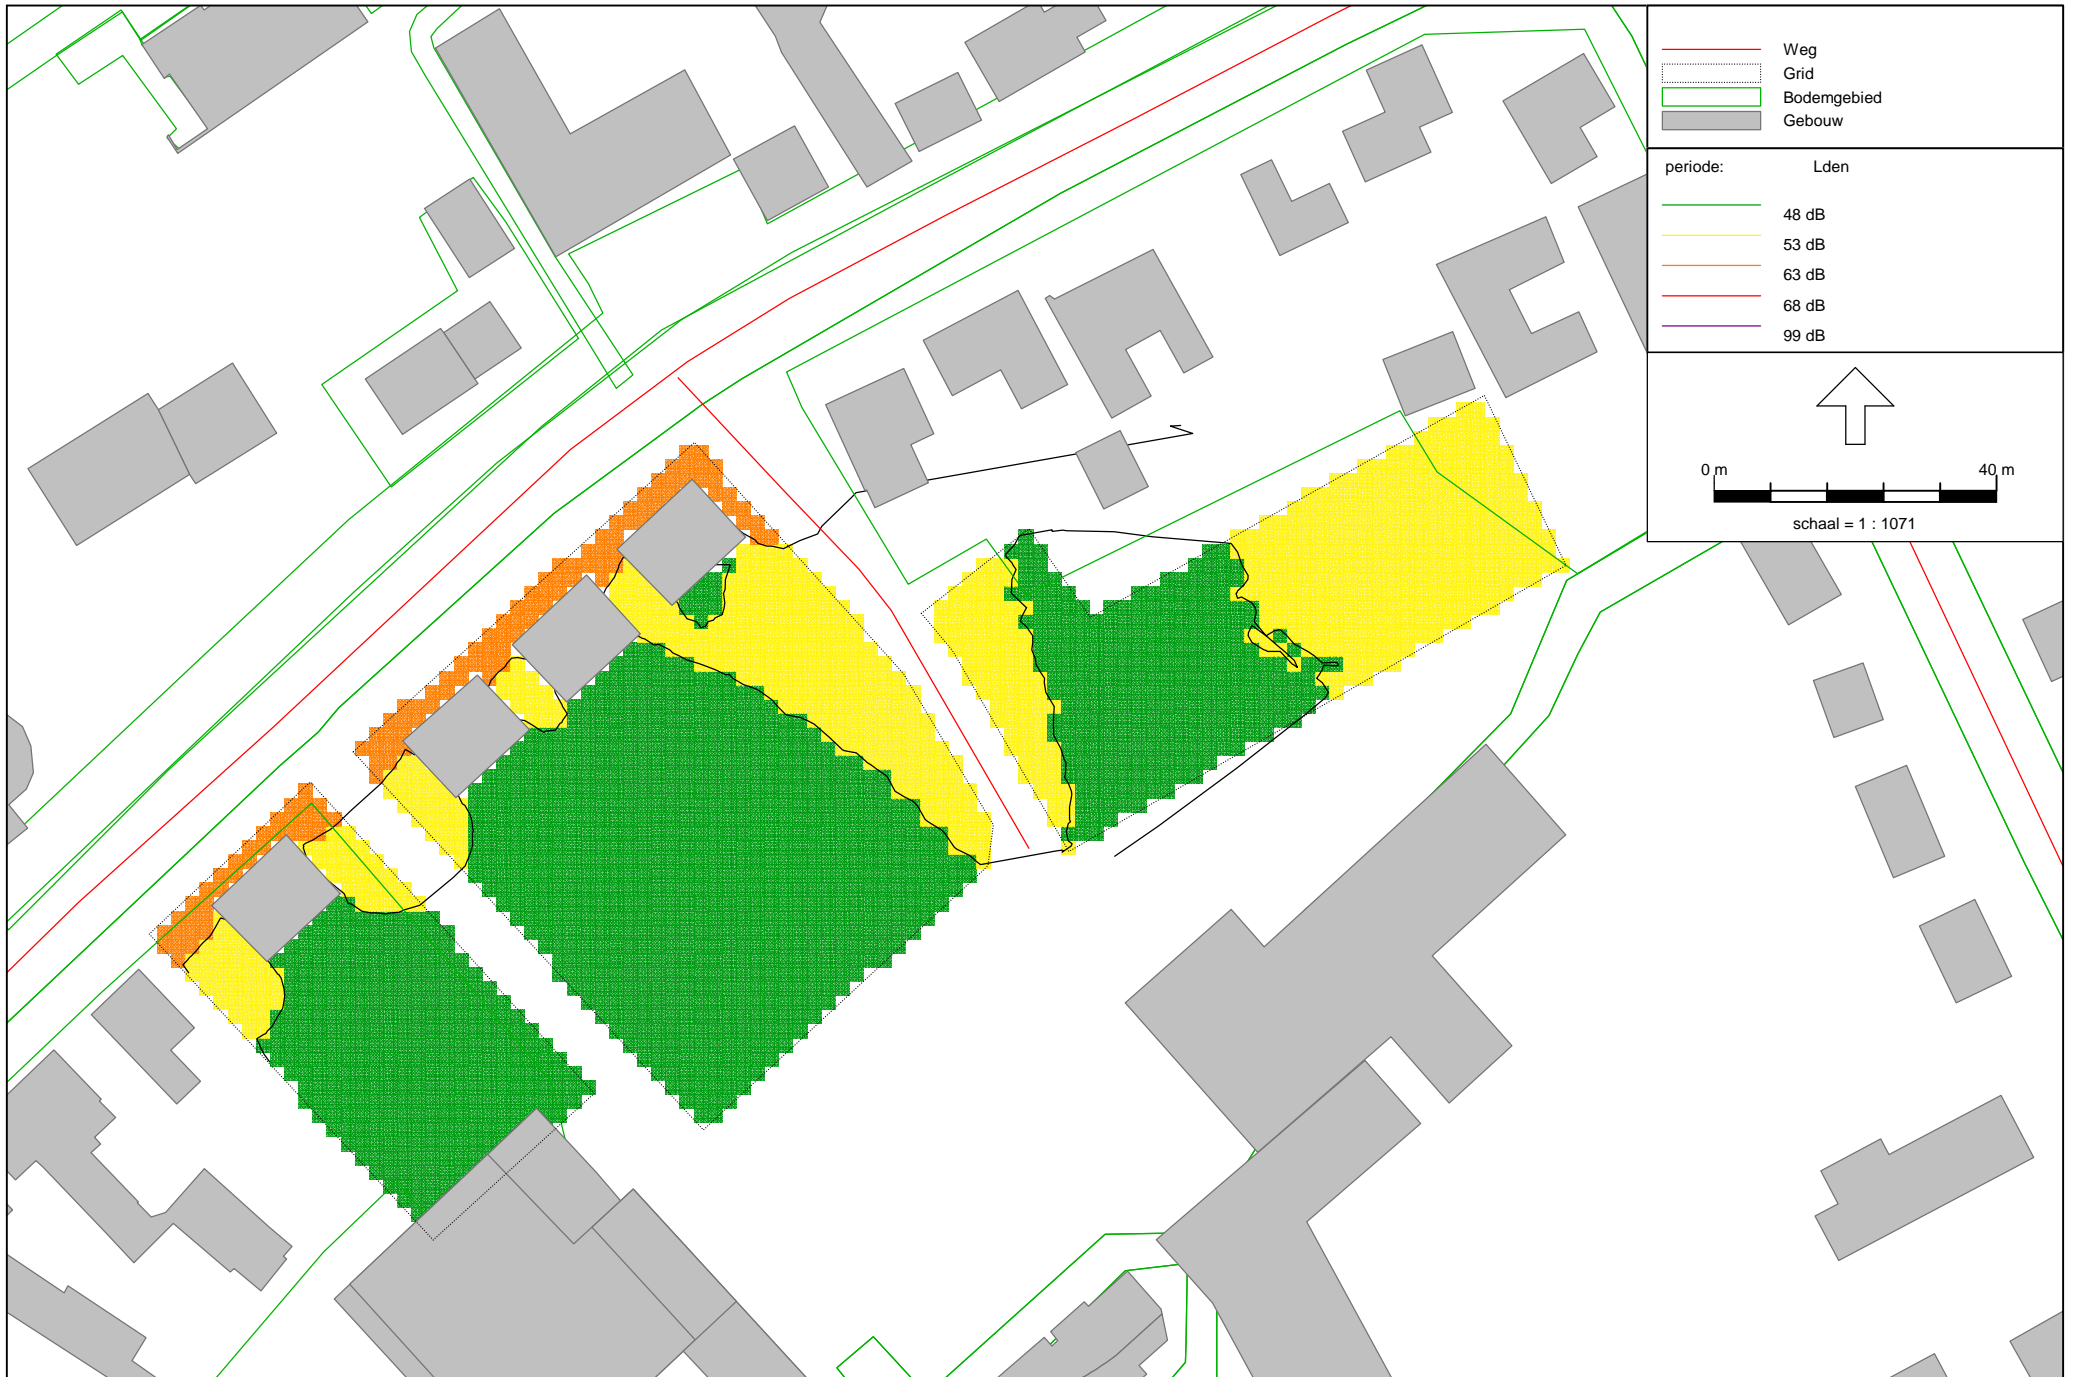 Weg
Grid
Bodemgebied
Gebouw
periode: Lden
48 dB
53 dB
63 dB
68 dB
99 dB
0 m 40 m
schaal = 1 : 1071